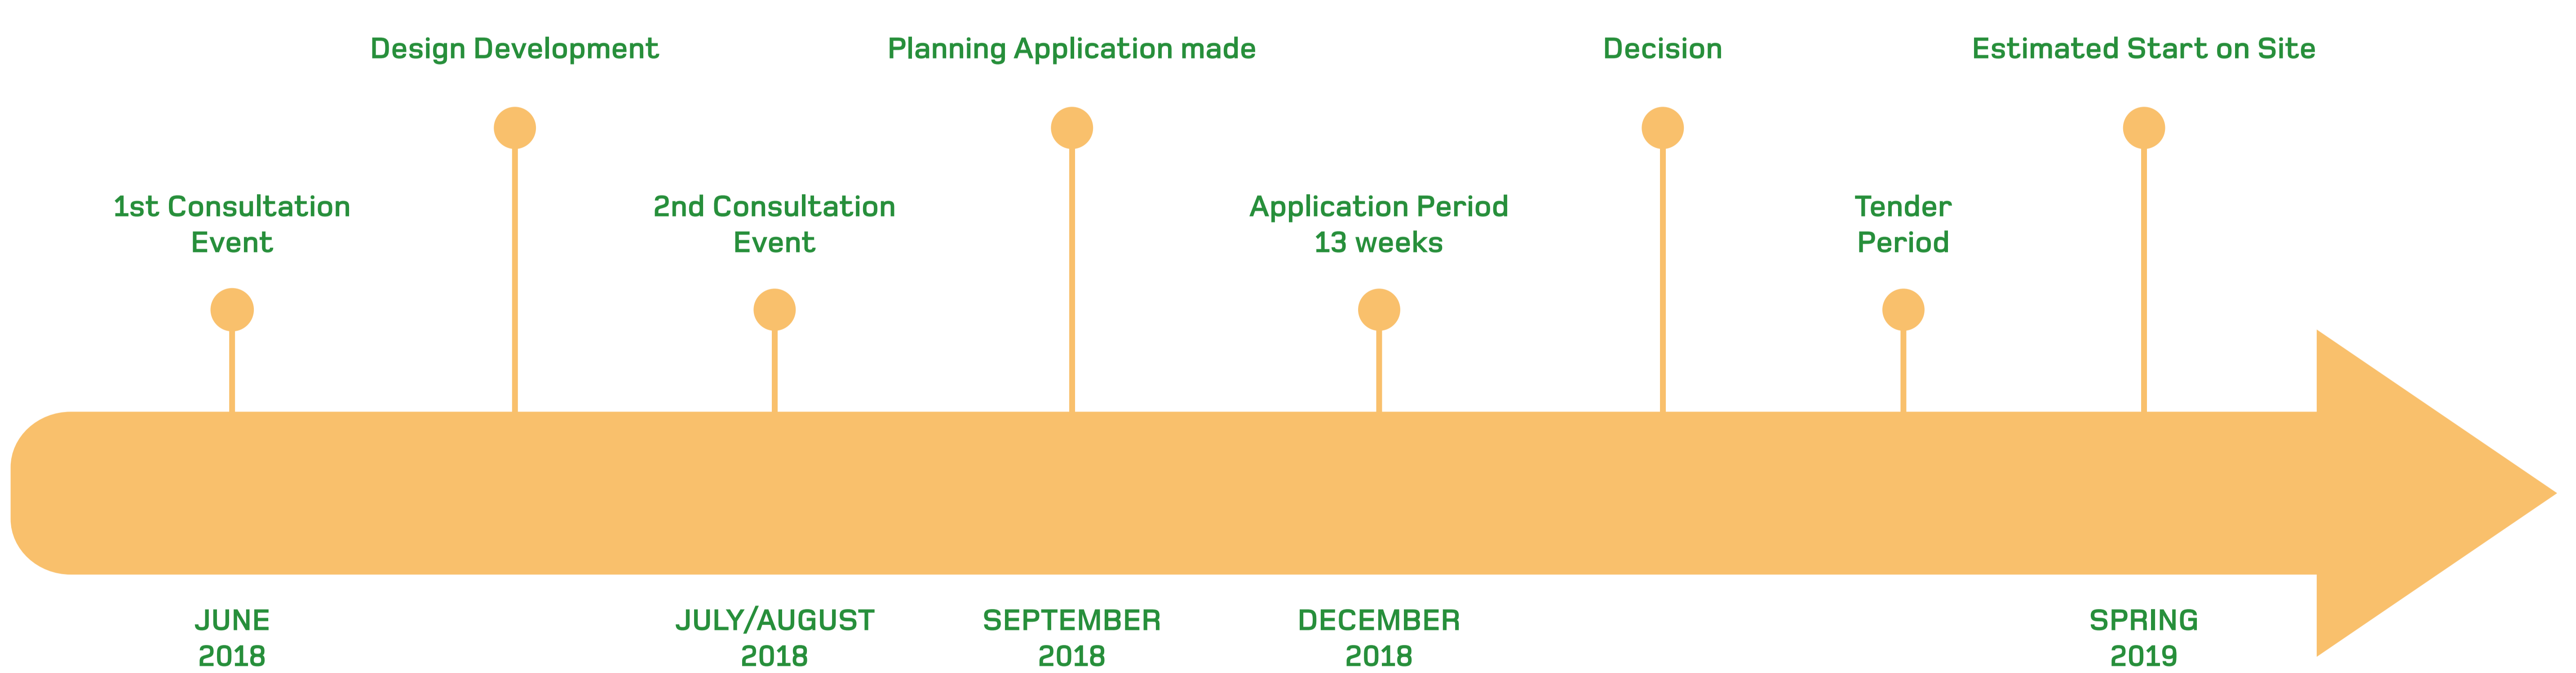 Design Development
Planning Application made
Decision
Estimated Start on Site
1st Consultation
Event
2nd Consultation
Event
Application Period
13 weeks
Tender
Period
JUNE
2018
JULY/AUGUST
2018
SEPTEMBER
2018
DECEMBER
2018
SPRING
2019